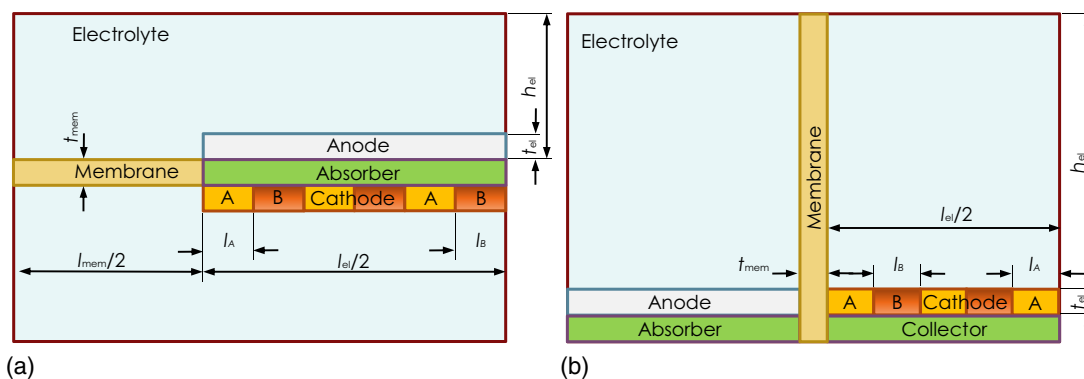 Electrolyte
h_el
t_mem
t_el
Anode
Membrane
Absorber
A B Cathode A B
l_A
l_B
l_mem/2
l_el/2
(a)
Electrolyte
Membrane
h_el
l_el/2
t_mem
l_B
l_A
t_el
Anode
A B Cathode A
Absorber
Collector
(b)